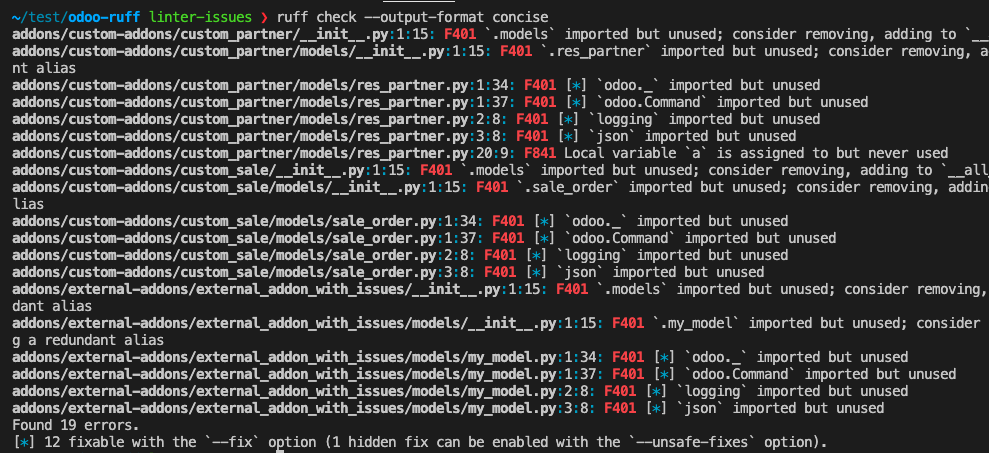 ~/test/odoo-ruff linter-issues ❯ ruff check --output-format concise
addons/custom-addons/custom_partner/__init__.py:1:15: F401 `.models` imported but unused; consider removing, adding to `__
addons/custom-addons/custom_partner/models/__init__.py:1:15: F401 `.res_partner` imported but unused; consider removing, a
nt alias
addons/custom-addons/custom_partner/models/res_partner.py:1:34: F401 [*] `odoo._` imported but unused
addons/custom-addons/custom_partner/models/res_partner.py:1:37: F401 [*] `odoo.Command` imported but unused
addons/custom-addons/custom_partner/models/res_partner.py:2:8: F401 [*] `logging` imported but unused
addons/custom-addons/custom_partner/models/res_partner.py:3:8: F401 [*] `json` imported but unused
addons/custom-addons/custom_partner/models/res_partner.py:20:9: F841 Local variable `a` is assigned to but never used
addons/custom-addons/custom_sale/__init__.py:1:15: F401 `.models` imported but unused; consider removing, adding to `__all_
addons/custom-addons/custom_sale/models/__init__.py:1:15: F401 `.sale_order` imported but unused; consider removing, addin
lias
addons/custom-addons/custom_sale/models/sale_order.py:1:34: F401 [*] `odoo._` imported but unused
addons/custom-addons/custom_sale/models/sale_order.py:1:37: F401 [*] `odoo.Command` imported but unused
addons/custom-addons/custom_sale/models/sale_order.py:2:8: F401 [*] `logging` imported but unused
addons/custom-addons/custom_sale/models/sale_order.py:3:8: F401 [*] `json` imported but unused
addons/external-addons/external_addon_with_issues/__init__.py:1:15: F401 `.models` imported but unused; consider removing,
dant alias
addons/external-addons/external_addon_with_issues/models/__init__.py:1:15: F401 `.my_model` imported but unused; consider
g a redundant alias
addons/external-addons/external_addon_with_issues/models/my_model.py:1:34: F401 [*] `odoo._` imported but unused
addons/external-addons/external_addon_with_issues/models/my_model.py:1:37: F401 [*] `odoo.Command` imported but unused
addons/external-addons/external_addon_with_issues/models/my_model.py:2:8: F401 [*] `logging` imported but unused
addons/external-addons/external_addon_with_issues/models/my_model.py:3:8: F401 [*] `json` imported but unused
Found 19 errors.
[*] 12 fixable with the `--fix` option (1 hidden fix can be enabled with the `--unsafe-fixes` option).